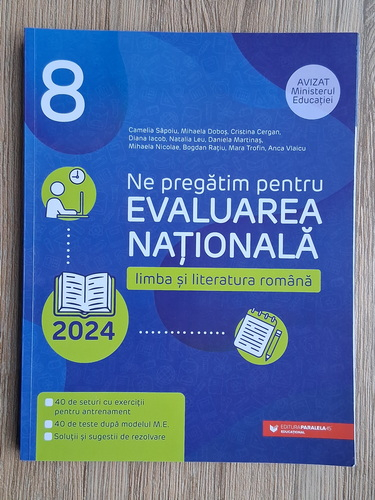 8
AVIZAT
Ministerul
Educației
Camelia Săpoiu, Mihaela Doboș, Cristina Cergan,
Diana Iacob, Natalia Leu, Daniela Martinaș,
Mihaela Nicolae, Bogdan Rațiu, Mara Trofin, Anca Vlaicu
Ne pregătim pentru
EVALUAREA
NAȚIONALĂ
limba și literatura română
2024
40 de seturi cu exerciții
pentru antrenament
40 de teste după modelul M.E.
Soluții și sugestii de rezolvare
EDITURA PARALELA 45
EDUCATIONAL